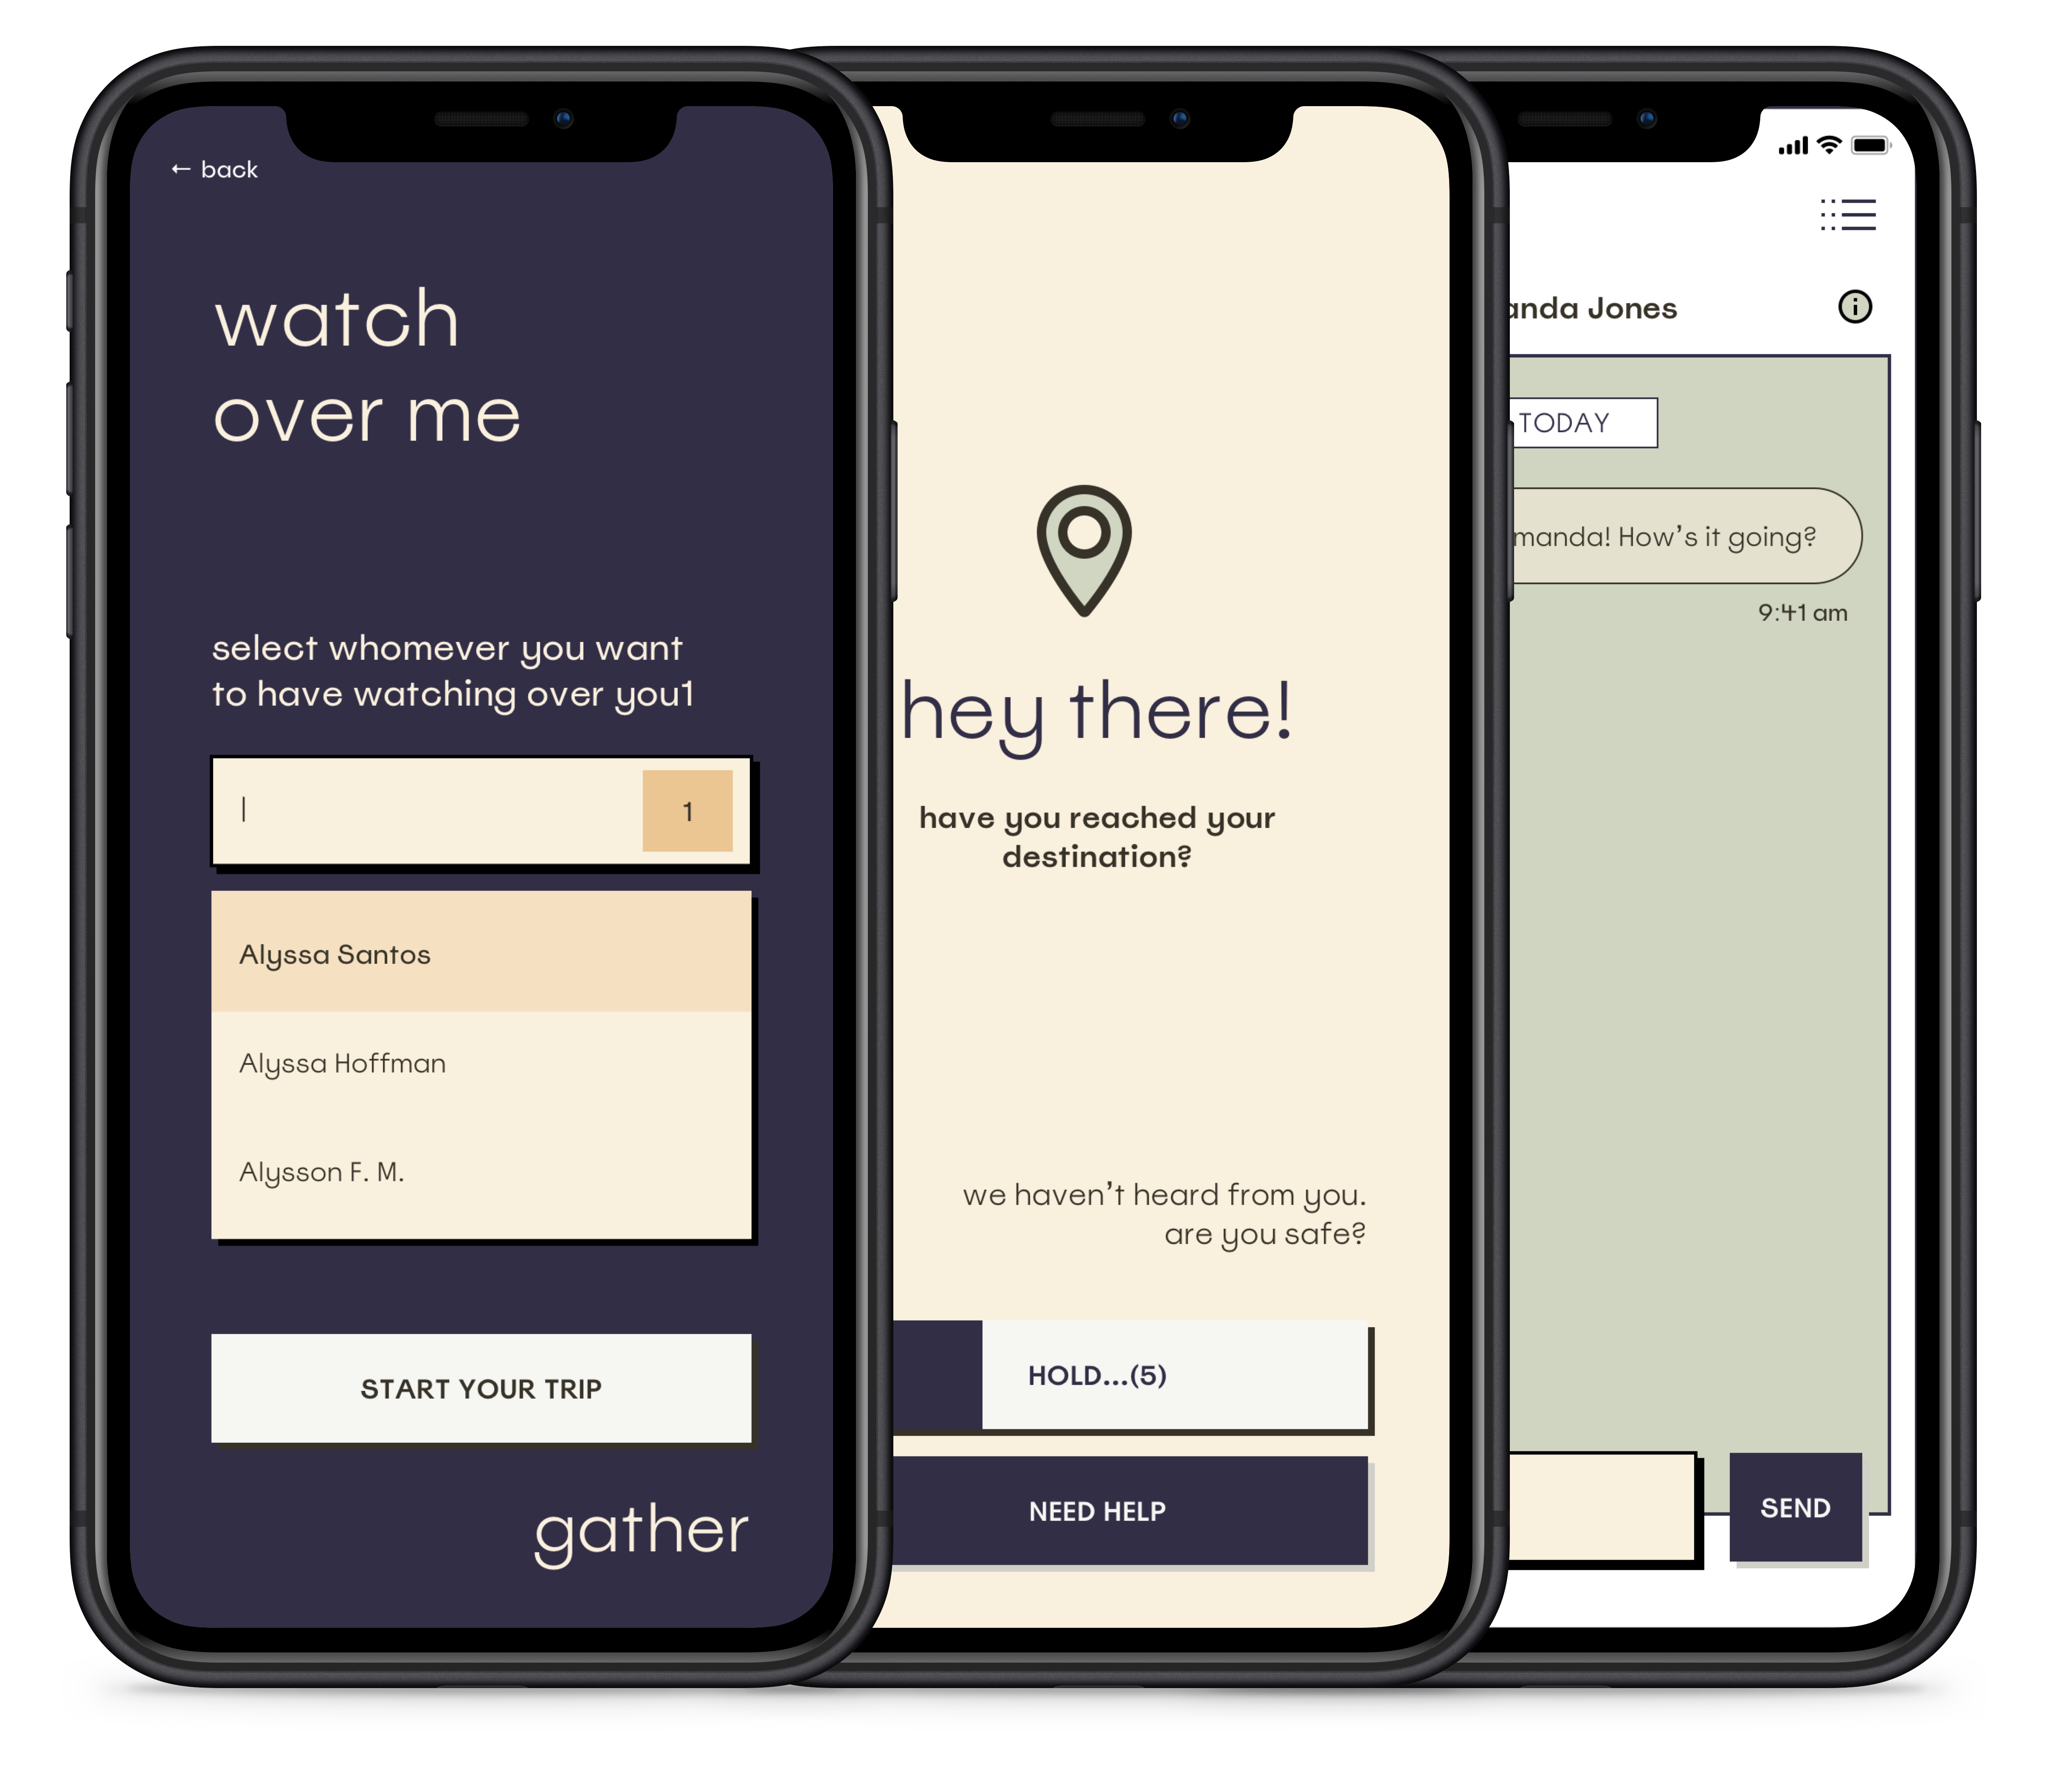 ← back
watch
over me
select whomever you want
to have watching over you1
1
Alyssa Santos
Alyssa Hoffman
Alysson F. M.
START YOUR TRIP
gather
hey there!
have you reached your
destination?
we haven’t heard from you.
are you safe?
HOLD...(5)
NEED HELP
anda Jones
TODAY
manda! How’s it going?
9:41 am
SEND